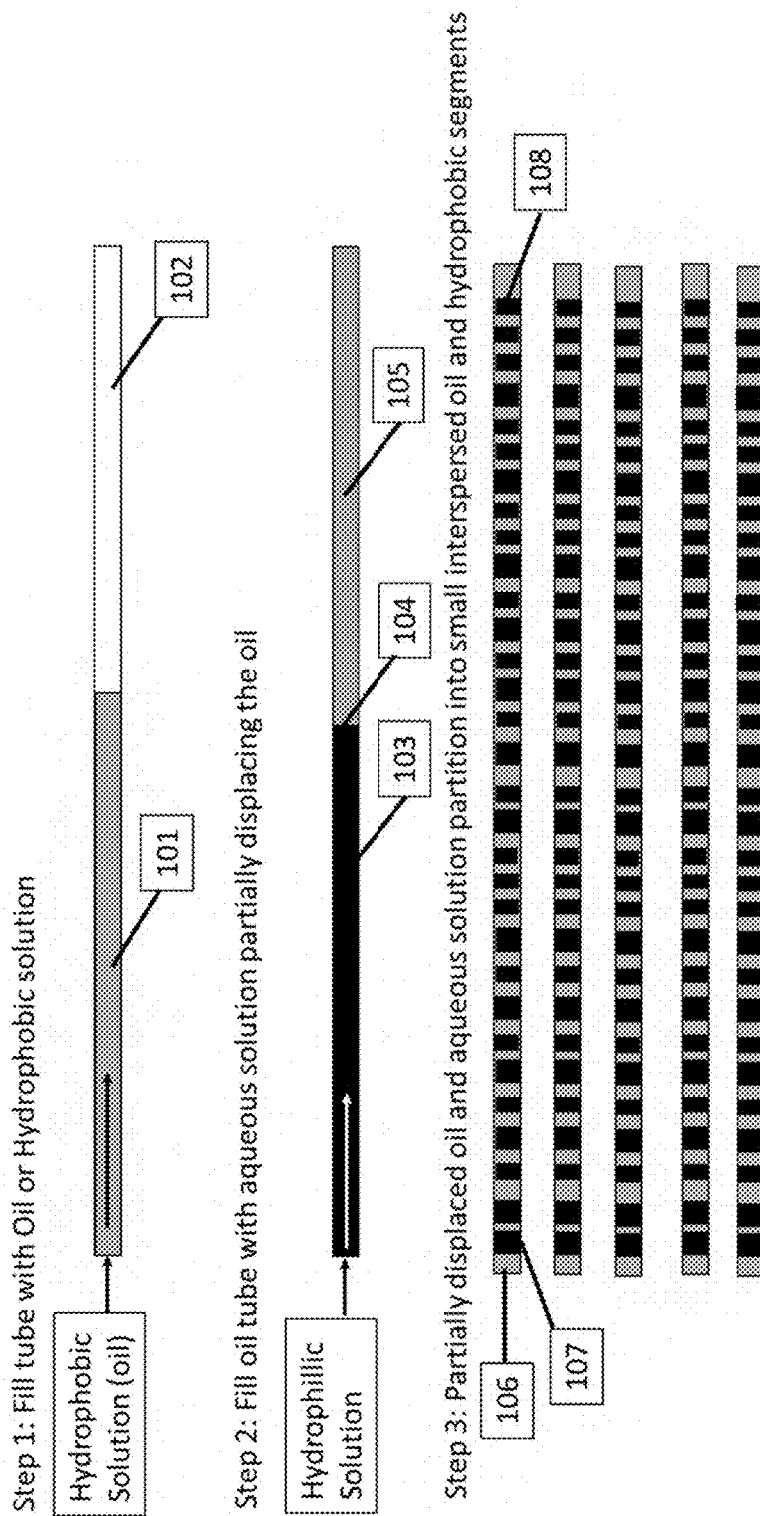 Step 1: Fill tube with Oil or Hydrophobic solution
Hydrophobic
Solution (oil)
101
102
Step 2: Fill oil tube with aqueous solution partially displacing the oil
Hydrophillic
Solution
103
104
105
Step 3: Partially displaced oil and aqueous solution partition into small interspersed oil and hydrophobic segments
106
107
108